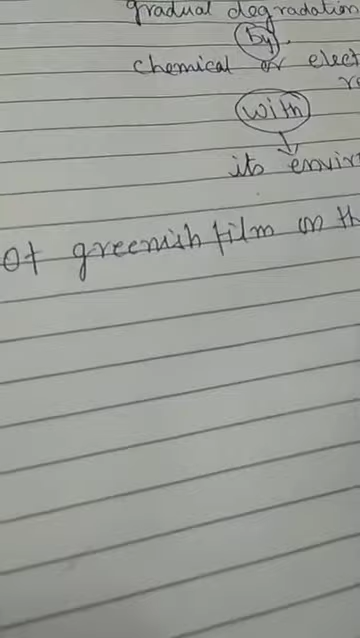 gradual degradation
by
chemical or elect
with
its envir
of greenish film on th